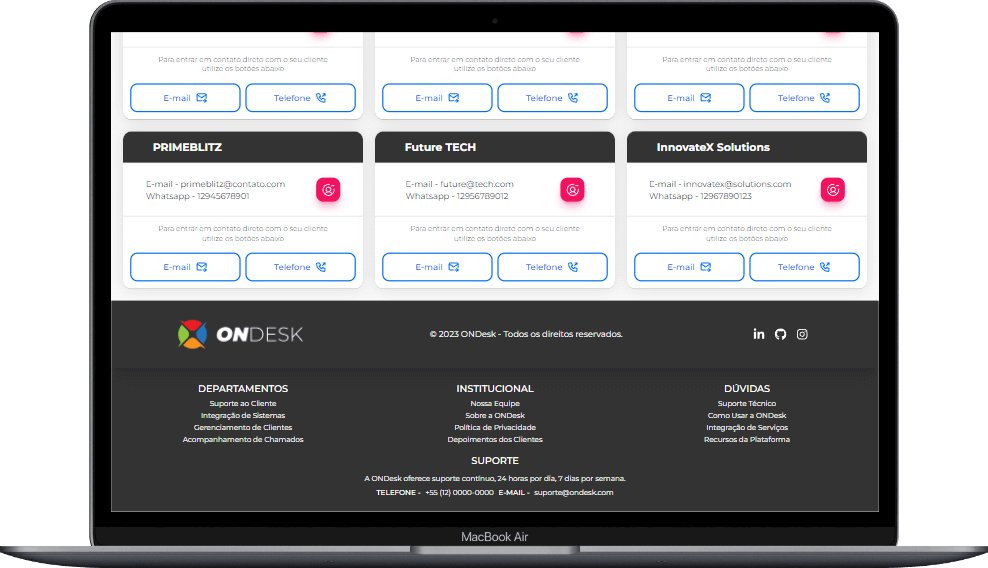 Para entrar em contato direto com o seu cliente
utilize os botões abaixo
Para entrar em contato direto com o seu cliente
utilize os botões abaixo
Para entrar em contato direto com o seu cliente
utilize os botões abaixo
E-mail Telefone E-mail Telefone E-mail Telefone
PRIMEBLITZ
E-mail - primeblitz@contato.com
Whatsapp - 12945678901
Para entrar em contato direto com o seu cliente
utilize os botões abaixo
E-mail Telefone
Future TECH
E-mail - future@tech.com
Whatsapp - 12956789012
Para entrar em contato direto com o seu cliente
utilize os botões abaixo
E-mail Telefone
InnovateX Solutions
E-mail - innovatex@solutions.com
Whatsapp - 12967890123
Para entrar em contato direto com o seu cliente
utilize os botões abaixo
E-mail Telefone
ONDESK
© 2023 ONDesk - Todos os direitos reservados.
DEPARTAMENTOS
Suporte ao Cliente
Integração de Sistemas
Gerenciamento de Clientes
Acompanhamento de Chamados
INSTITUCIONAL
Nossa Equipe
Sobre a ONDesk
Política de Privacidade
Depoimentos dos Clientes
DÚVIDAS
Suporte Técnico
Como Usar a ONDesk
Integração de Serviços
Recursos da Plataforma
SUPORTE
A ONDesk oferece suporte contínuo, 24 horas por dia, 7 dias por semana.
TELEFONE - +55 (12) 0000-0000 E-MAIL - suporte@ondesk.com
MacBook Air